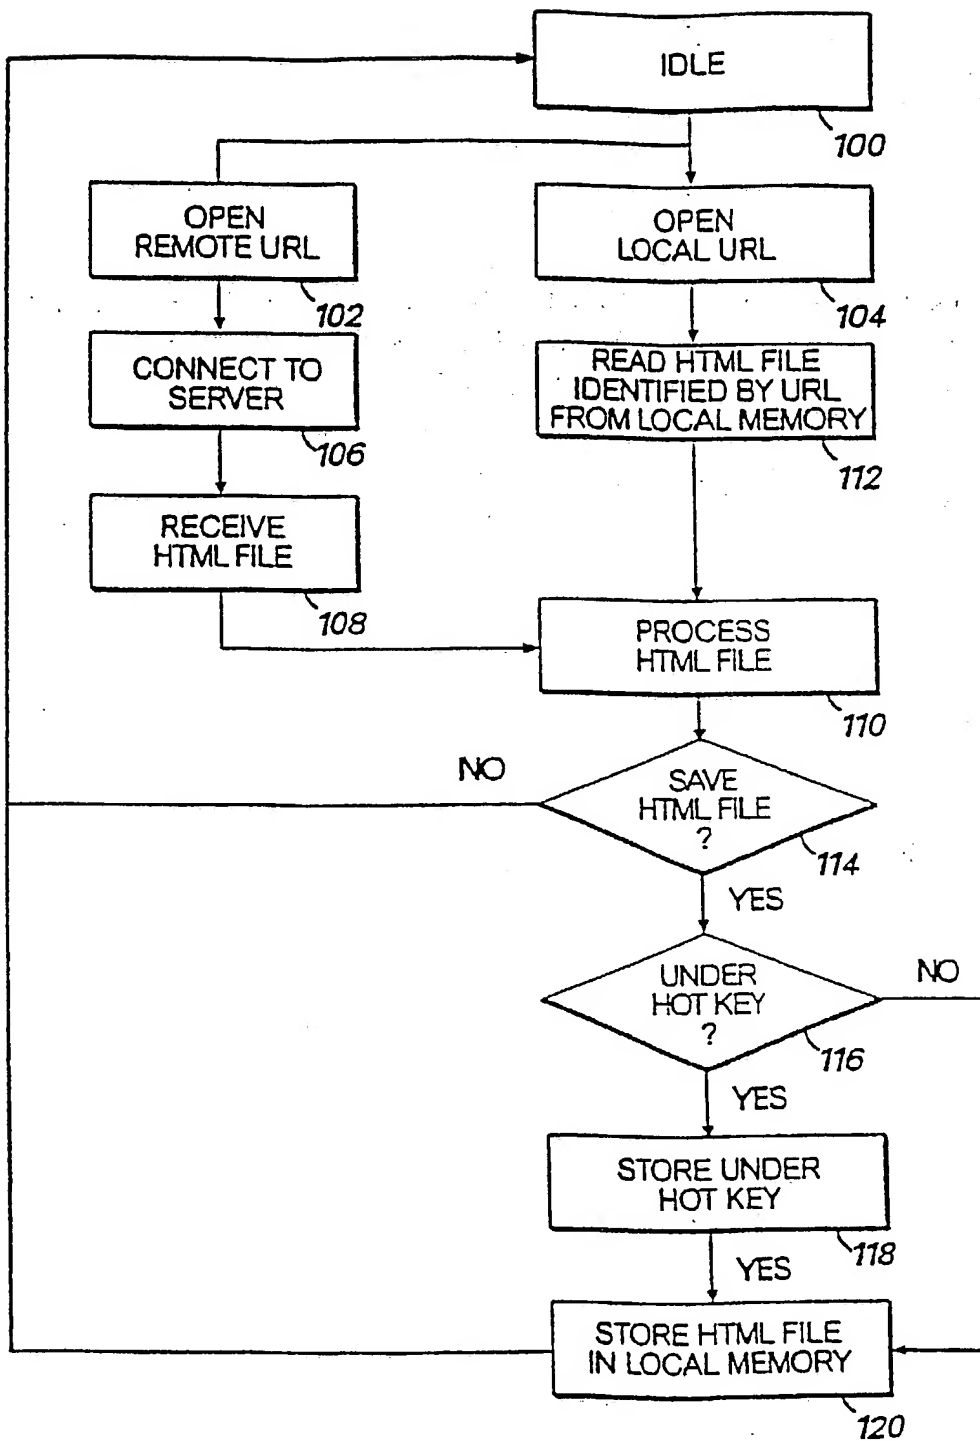 IDLE
100
OPEN
REMOTE URL
102
OPEN
LOCAL URL
104
CONNECT TO
SERVER
106
READ HTML FILE
IDENTIFIED BY URL
FROM LOCAL MEMORY
112
RECEIVE
HTML FILE
108
PROCESS
HTML FILE
110
NO
SAVE
HTML FILE
?
114
YES
UNDER
HOT KEY
?
NO
116
YES
STORE UNDER
HOT KEY
118
YES
STORE HTML FILE
IN LOCAL MEMORY
120